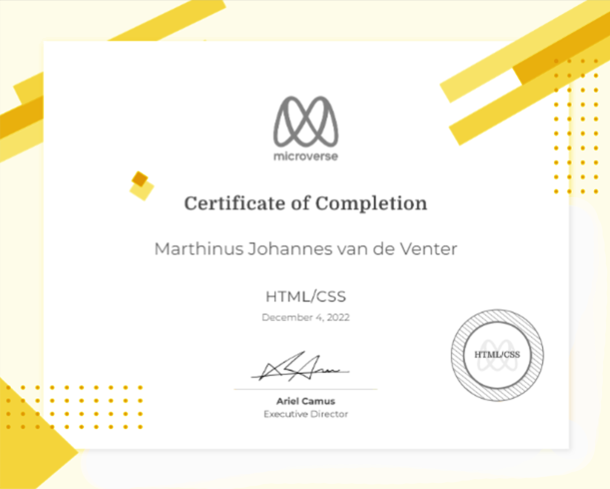 microverse
Certificate of Completion
Marthinus Johannes van de Venter
HTML/CSS
December 4, 2022
HTML/CSS
Ariel Camus
Executive Director